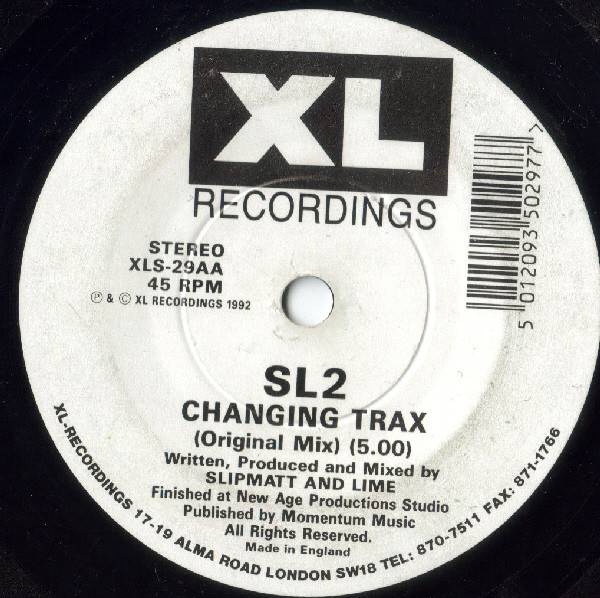 XL
RECORDINGS
STEREO
XLS-29AA
45 RPM
Ⓟ & © XL RECORDINGS 1992
5 012093 502977 >
SL2
CHANGING TRAX
(Original Mix) (5.00)
Written, Produced and Mixed by
SLIPMATT AND LIME
Finished at New Age Productions Studio
Published by Momentum Music
All Rights Reserved.
Made in England
XL-RECORDINGS 17-19 ALMA ROAD LONDON SW18 TEL: 870-7511 FAX: 871-1766